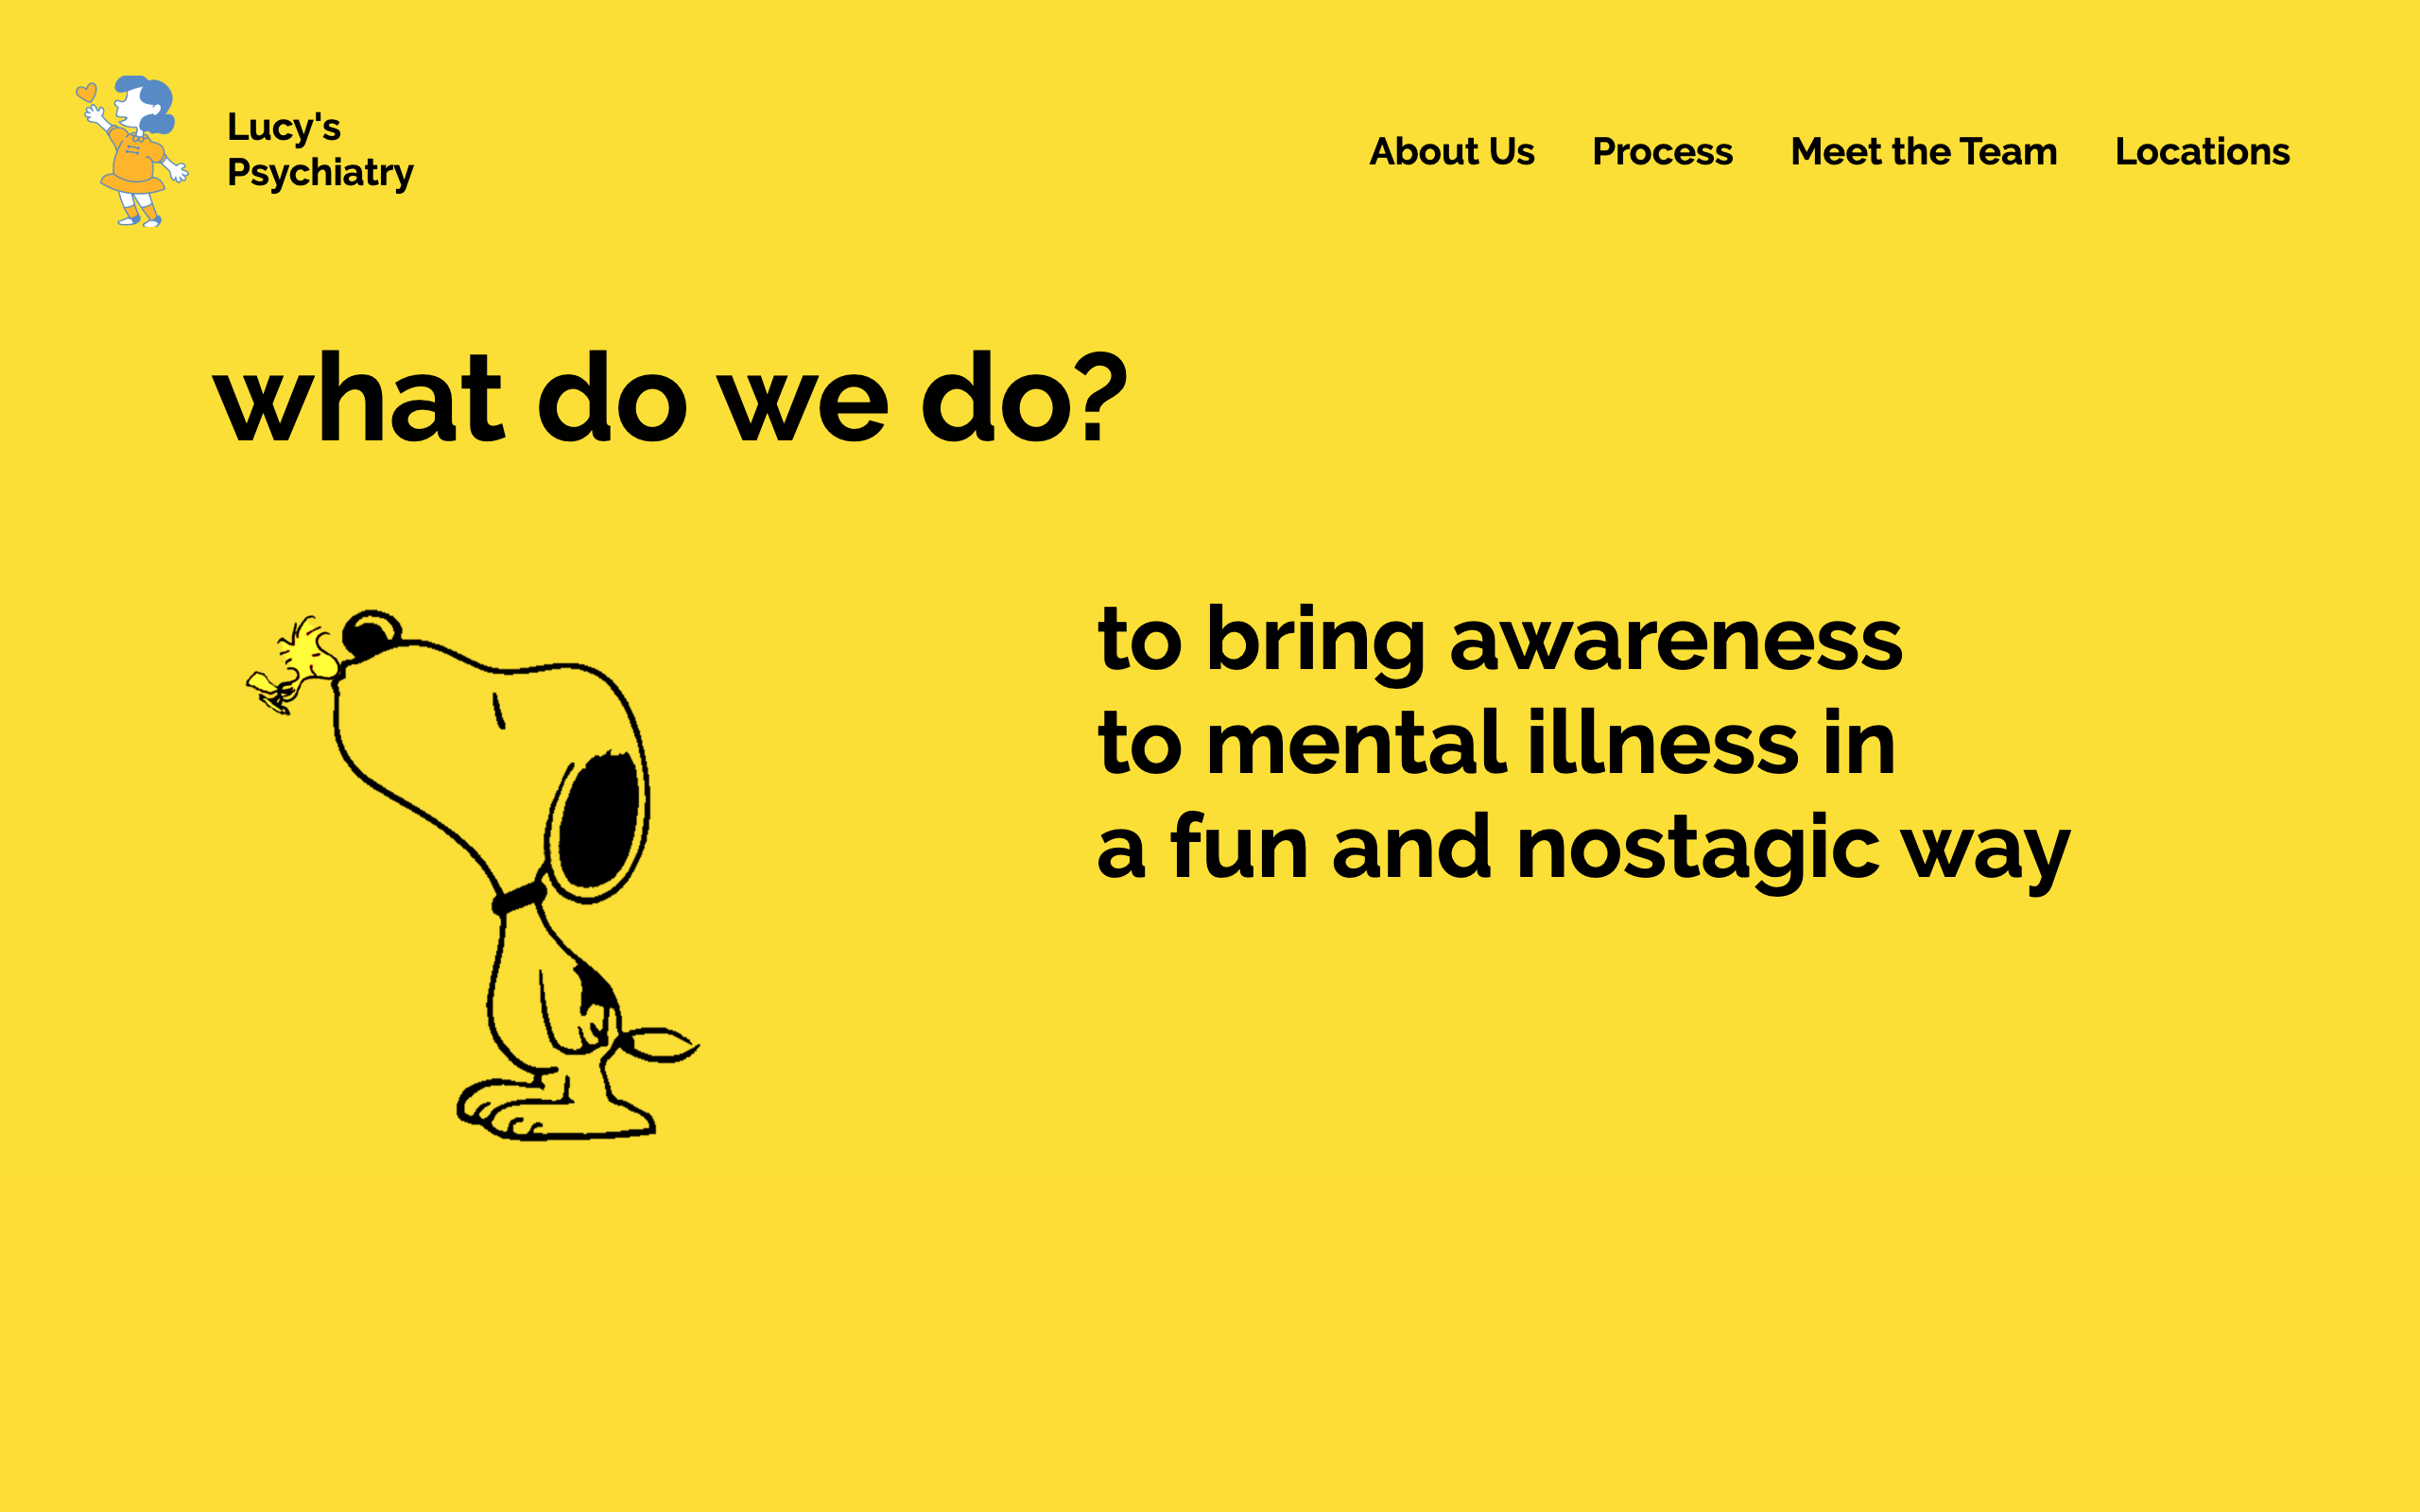 Lucy's
Psychiatry
About Us Process Meet the Team Locations
what do we do?
to bring awareness
to mental illness in
a fun and nostagic way